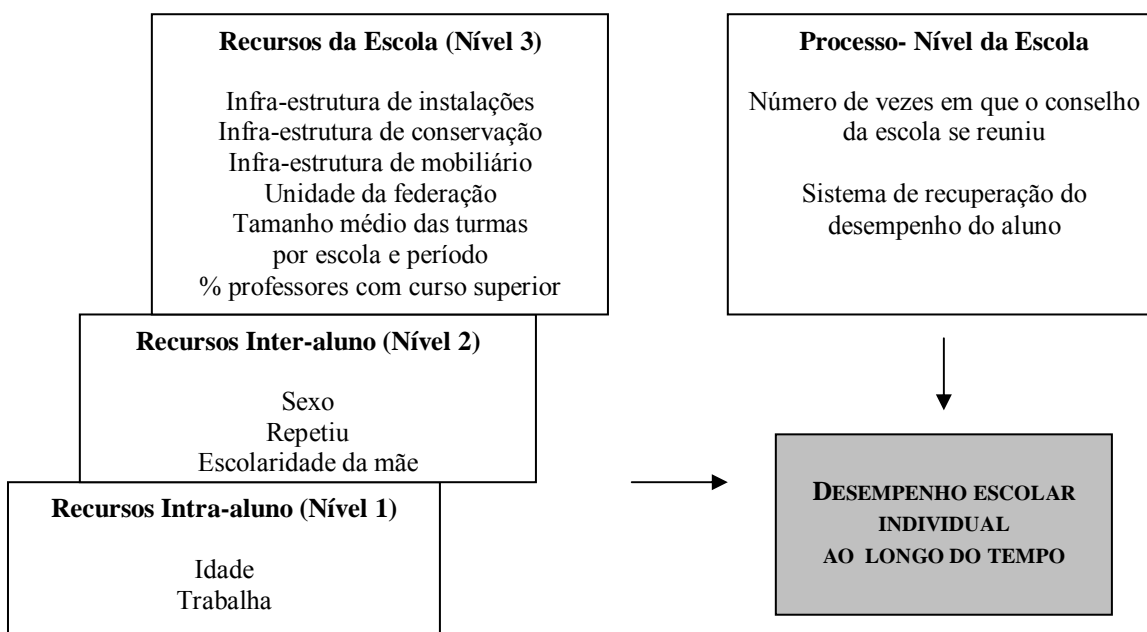 Recursos da Escola (Nível 3)
Infra-estrutura de instalações
Infra-estrutura de conservação
Infra-estrutura de mobiliário
Unidade da federação
Tamanho médio das turmas
por escola e período
% professores com curso superior
Processo- Nível da Escola
Número de vezes em que o conselho
da escola se reuniu
Sistema de recuperação do
desempenho do aluno
Recursos Inter-aluno (Nível 2)
Sexo
Repetiu
Escolaridade da mãe
Recursos Intra-aluno (Nível 1)
Idade
Trabalha
DESEMPENHO ESCOLAR
INDIVIDUAL
AO LONGO DO TEMPO